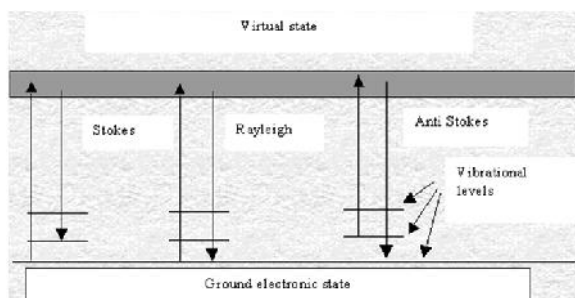 Virtual state
Stokes
Rayleigh
Anti Stokes
Vibrational
levels
Ground electronic state